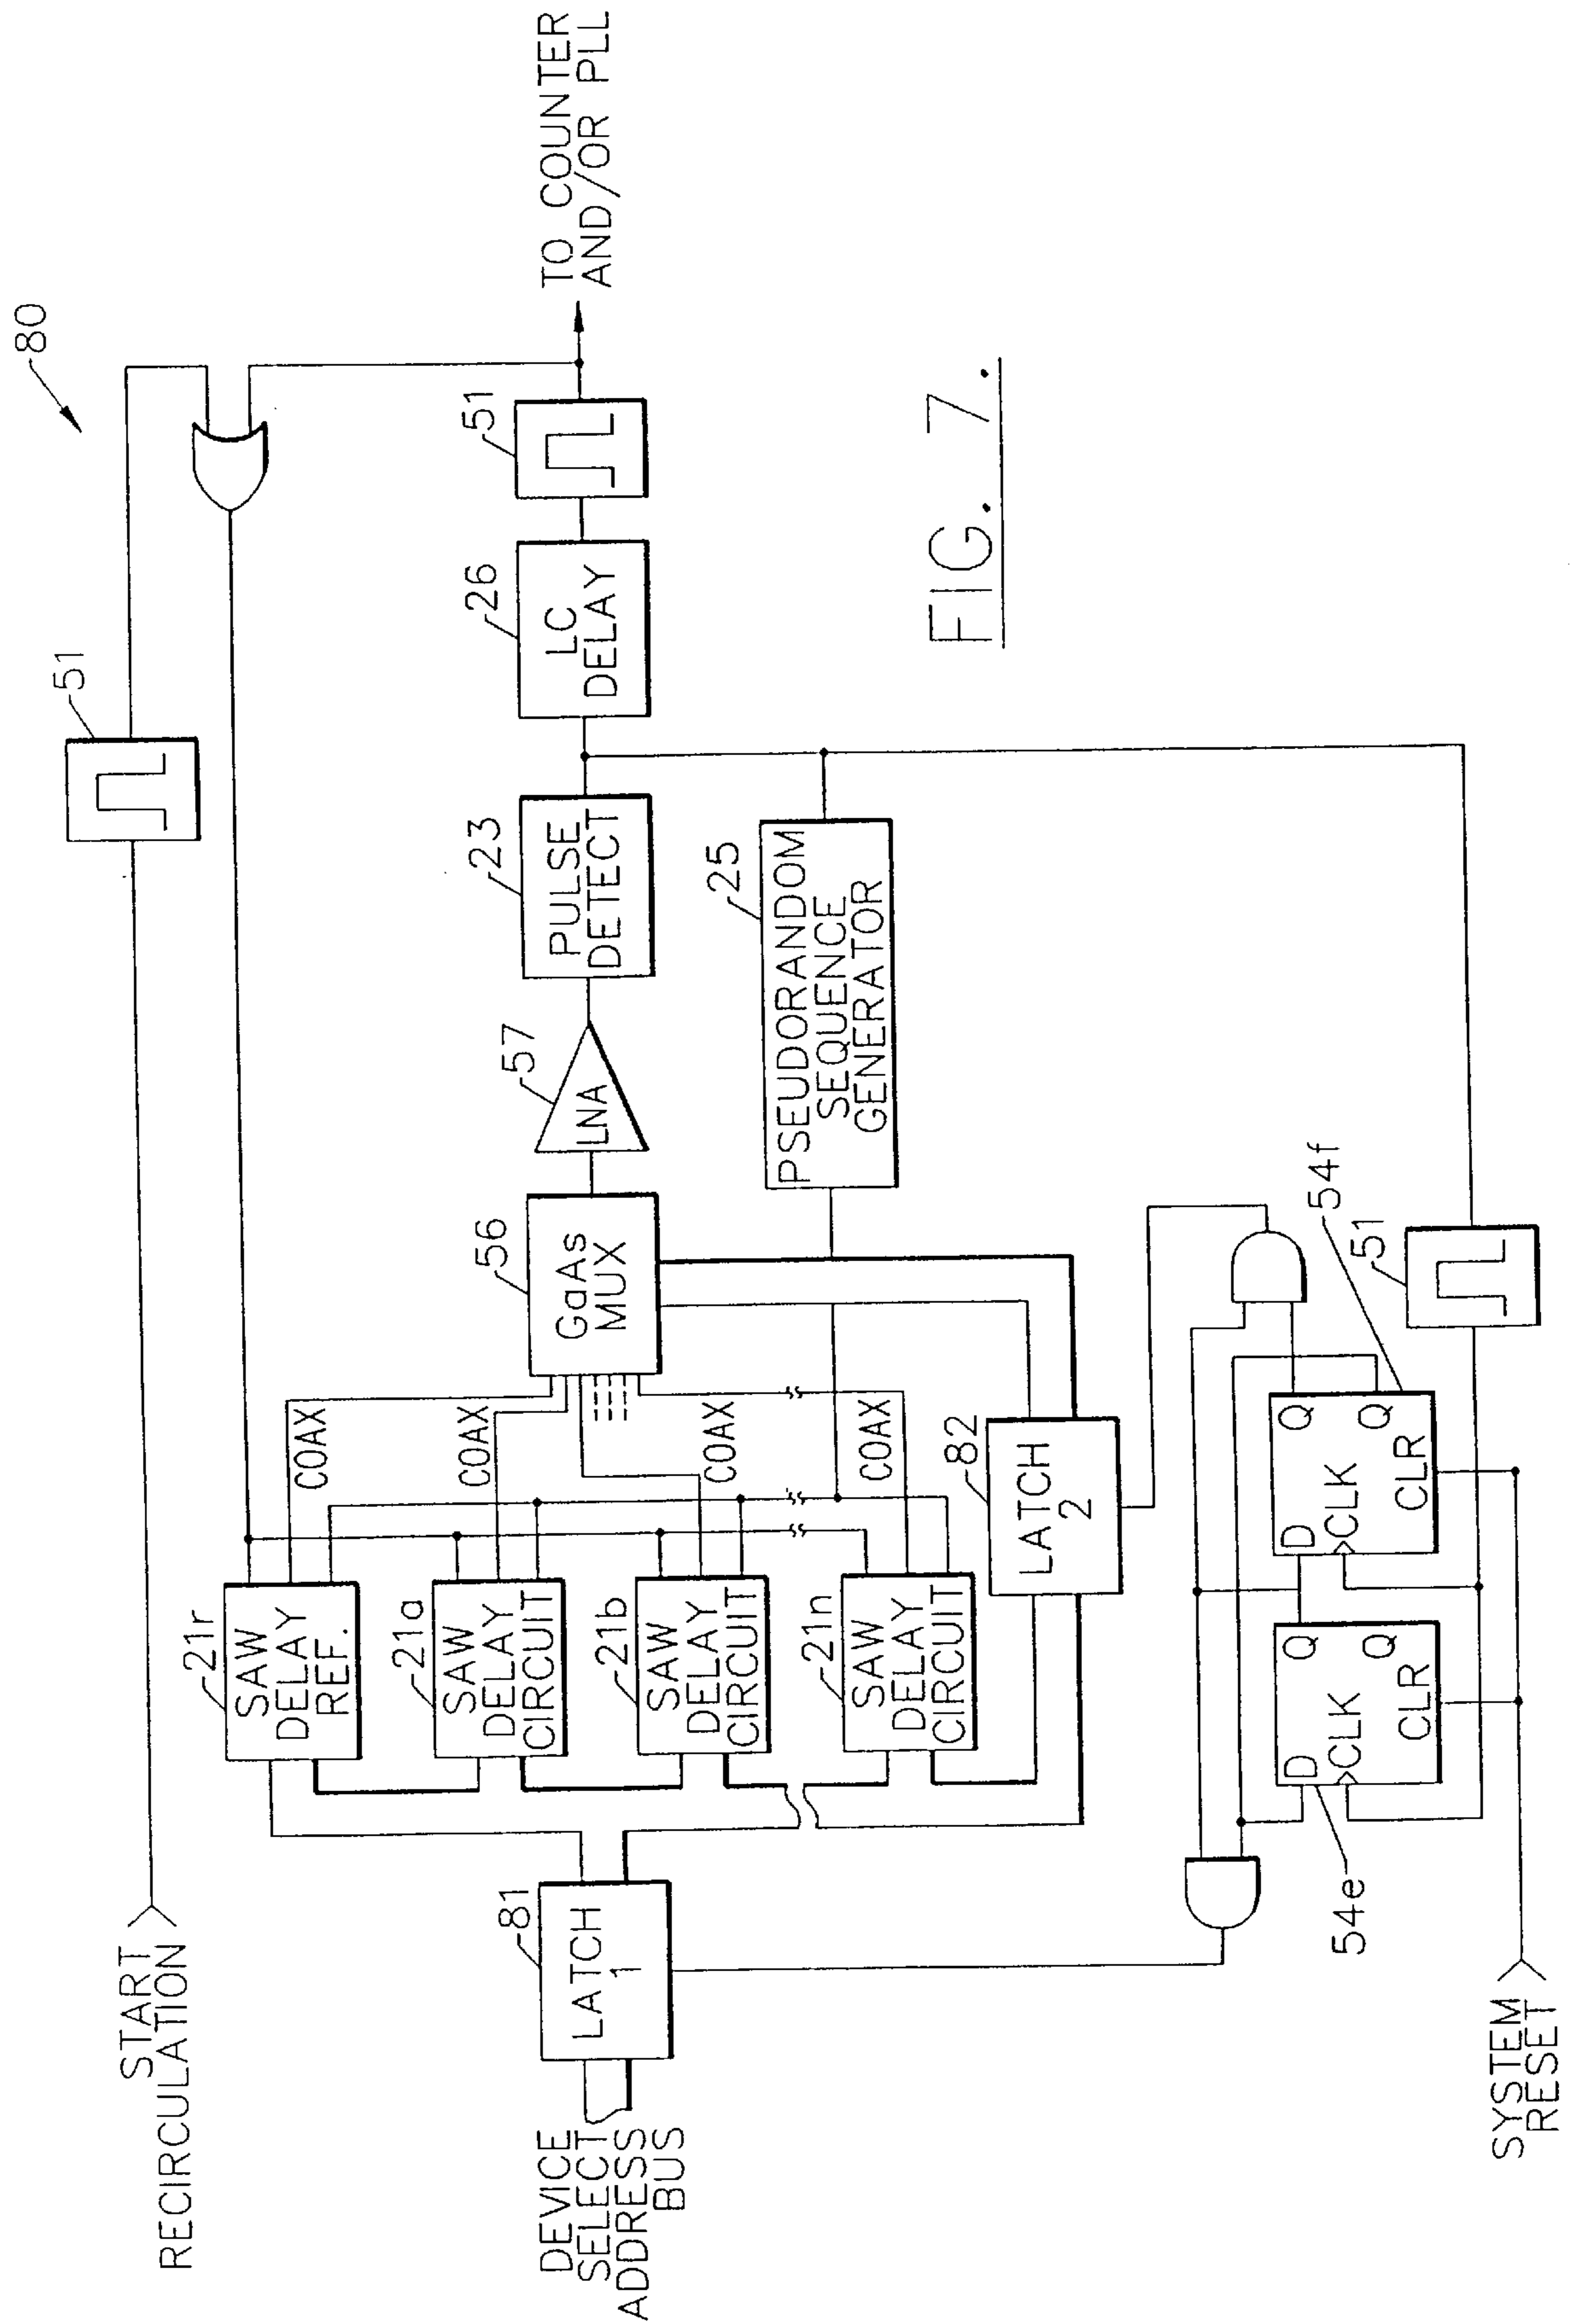 80
START
RECIRCULATION
51
21r
SAW
DELAY
REF.
COAX
21a
SAW
DELAY
CIRCUIT
COAX
21b
SAW
DELAY
CIRCUIT
COAX
21n
SAW
DELAY
CIRCUIT
COAX
DEVICE
SELECT
ADDRESS
BUS
81
LATCH
1
56
GaAs
MUX
57
LNA
23
PULSE
DETECT
26
LC
DELAY
51
TO COUNTER
AND/OR PLL
25
PSEUDORANDOM
SEQUENCE
GENERATOR
82
LATCH
2
54e
D
Q
CLK
Q
CLR
54f
D
Q
CLK
Q
CLR
51
SYSTEM
RESET
FIG. 7.